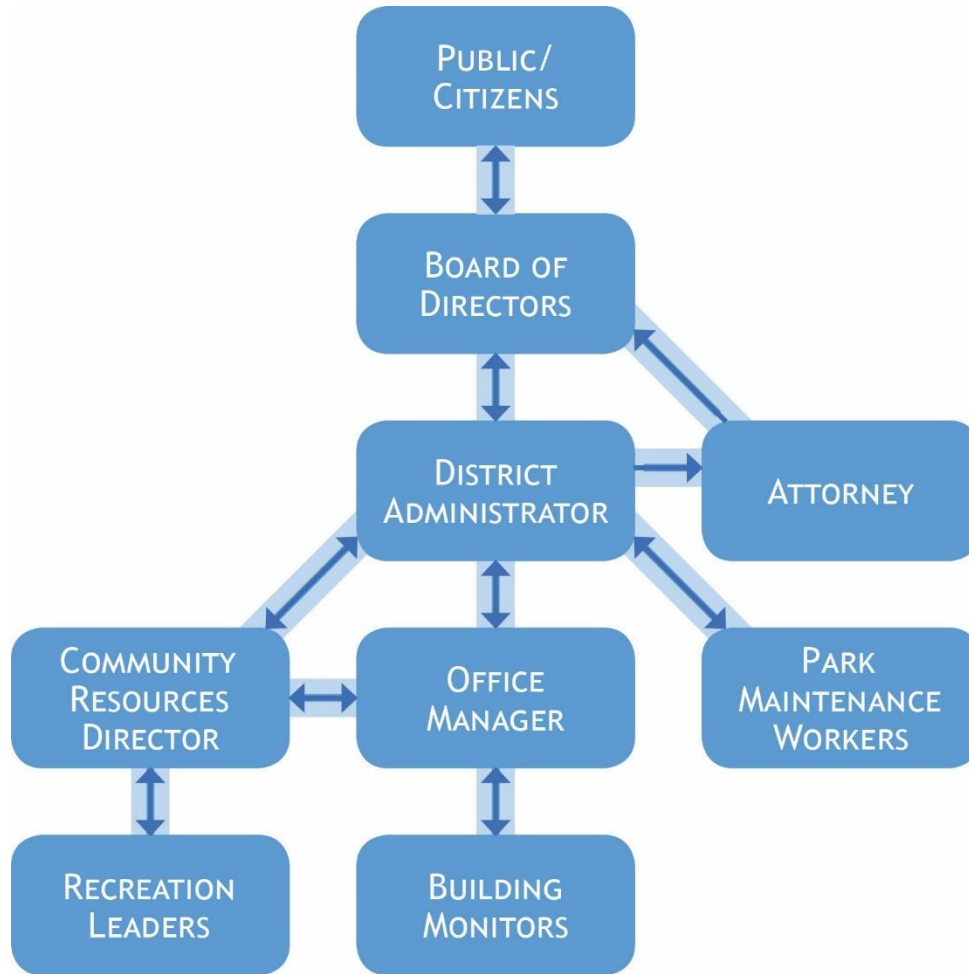 PUBLIC/
CITIZENS
BOARD OF
DIRECTORS
DISTRICT
ADMINISTRATOR
ATTORNEY
COMMUNITY
RESOURCES
DIRECTOR
OFFICE
MANAGER
PARK
MAINTENANCE
WORKERS
RECREATION
LEADERS
BUILDING
MONITORS